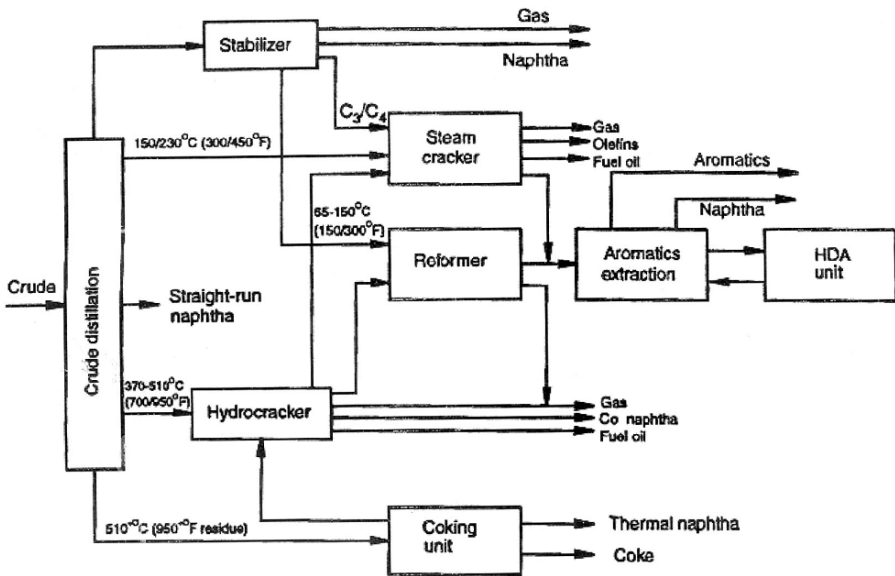 Gas
Stabilizer
Naphtha
C3/C4
150/230°C (300/450°F)
Steam
cracker
Gas
Olefins
Fuel oil
Aromatics
Naphtha
65-150°C
(150/300°F)
Reformer
Aromatics
extraction
HDA
unit
Crude
Crude distillation
Straight-run
naphtha
370-510°C
(700/950°F)
Hydrocracker
Gas
Co naphtha
Fuel oil
510+°C (950+°F residue)
Coking
unit
Thermal naphtha
Coke